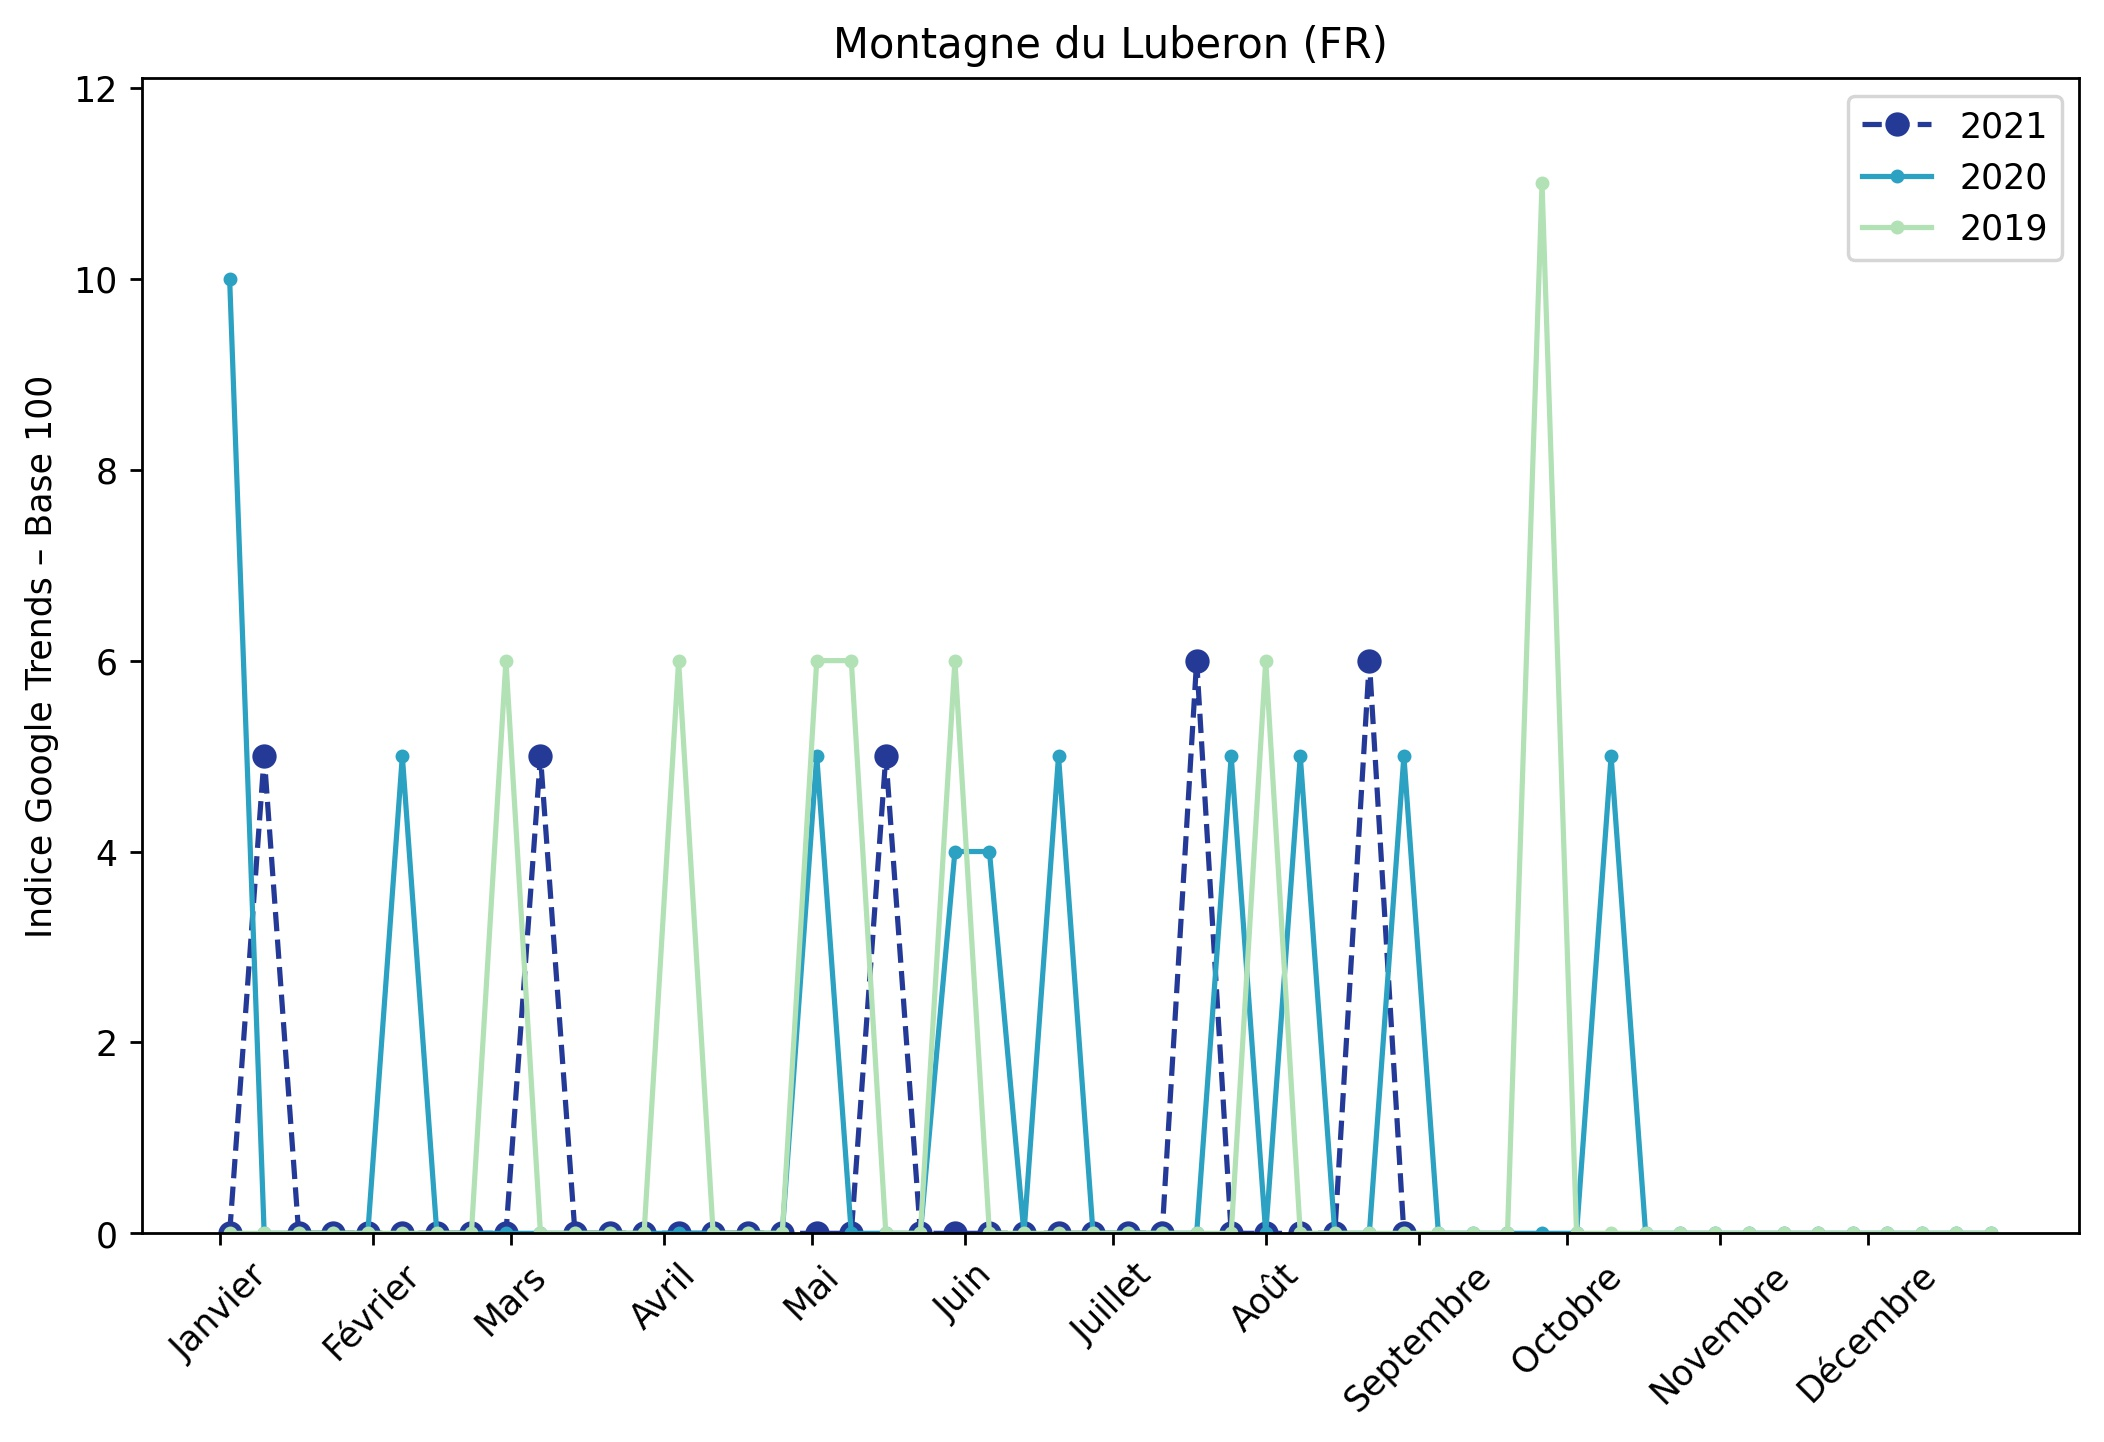 Montagne du Luberon (FR)
12
10
8
6
4
2
0
Indice Google Trends – Base 100
2021
2020
2019
Janvier
Février
Mars
Avril
Mai
Juin
Juillet
Août
Septembre
Octobre
Novembre
Décembre